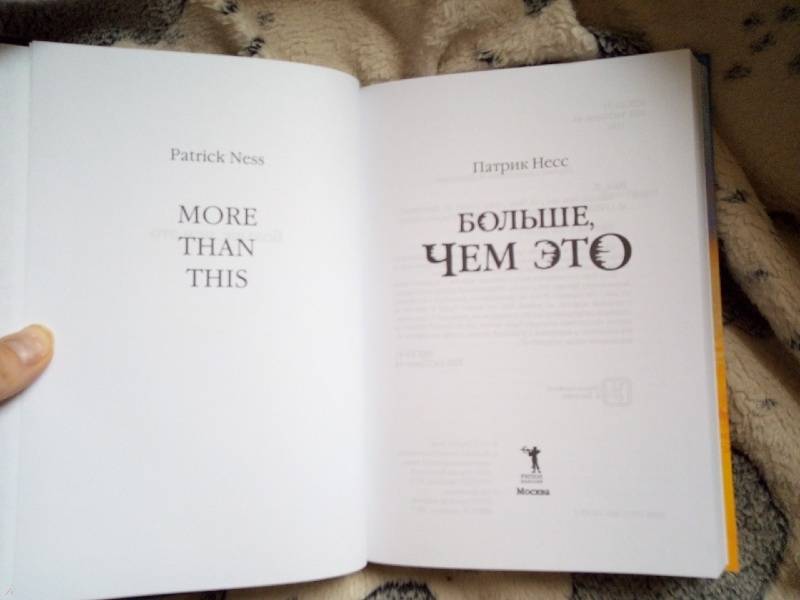 Patrick Ness
MORE
THAN
THIS
Патрик Несс
БОЛЬШЕ,
ЧЕМ ЭТО
Москва